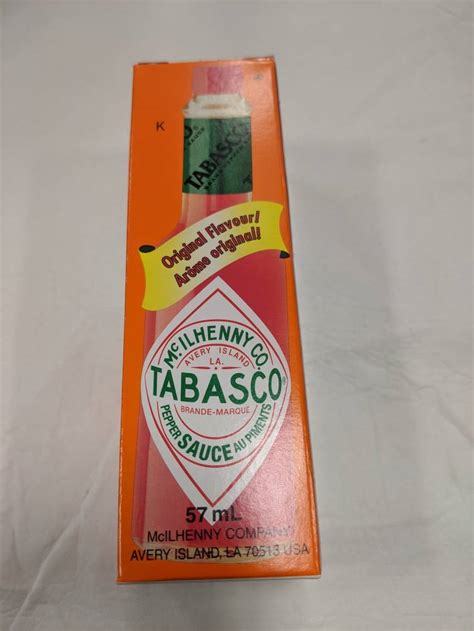 K
TABASCO
Original Flavour!
Arôme original!
McILHENNY CO.
AVERY ISLAND
LA.
TABASCO®
BRANDE-MARQUE
PEPPER SAUCE AU PIMENTS
57 mL
McILHENNY COMPANY
AVERY ISLAND, LA 70513 USA